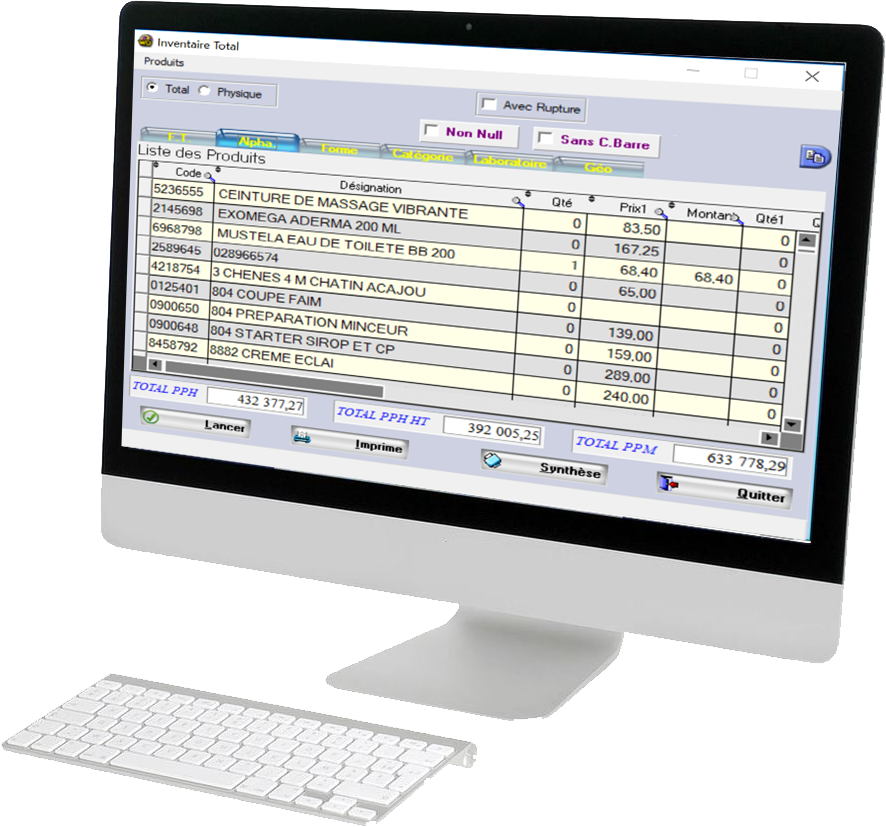 Inventaire Total
Produits
Total Physique
Avec Rupture
Non Null Sans C.Barre
F.T. Alpha. Forme Catégorie Laboratoire Géo
Liste des Produits
Code Désignation Qté Prix1 Montant Qté1 Q
5236555 CEINTURE DE MASSAGE VIBRANTE 0 83.50 0
2145698 EXOMEGA ADERMA 200 ML 0 167.25 0
6968798 MUSTELA EAU DE TOILETE BB 200 1 68,40 68,40 0
2589645 028966574 0 65,00 0
4218754 3 CHENES 4 M CHATIN ACAJOU 0 0
0125401 804 COUPE FAIM 0 139.00 0
0900650 804 PREPARATION MINCEUR 0 159.00 0
0900648 804 STARTER SIROP ET CP 0 289.00 0
8458792 8882 CREME ECLAI 0 240.00 0
TOTAL PPH 432 377,27 TOTAL PPH HT 392 005,25 TOTAL PPM 633 778,29
Lancer Imprime Synthèse Quitter